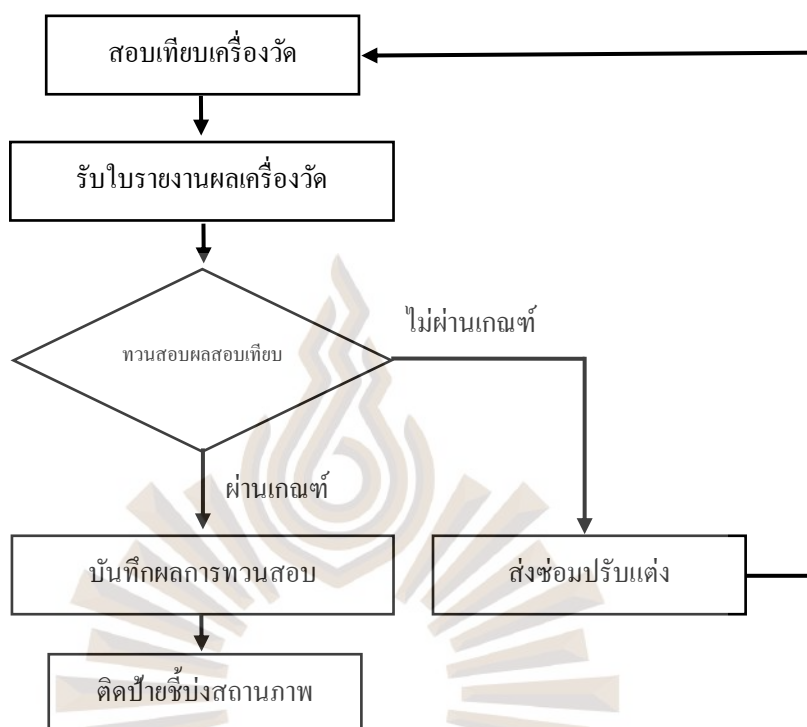 สอบเทียบเครื่องวัด
รับใบรายงานผลเครื่องวัด
ทวนสอบผลสอบเทียบ
ไม่ผ่านเกณฑ์
ผ่านเกณฑ์
บันทึกผลการทวนสอบ
ส่งซ่อมปรับแต่ง
ติดป้ายชี้บ่งสถานภาพ